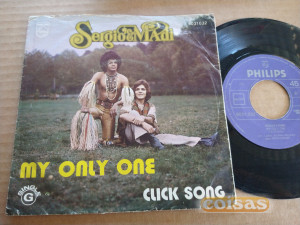 Sergio & Madi
PHILIPS
MY ONLY ONE
CLICK SONG
SINGLE
G
coisas